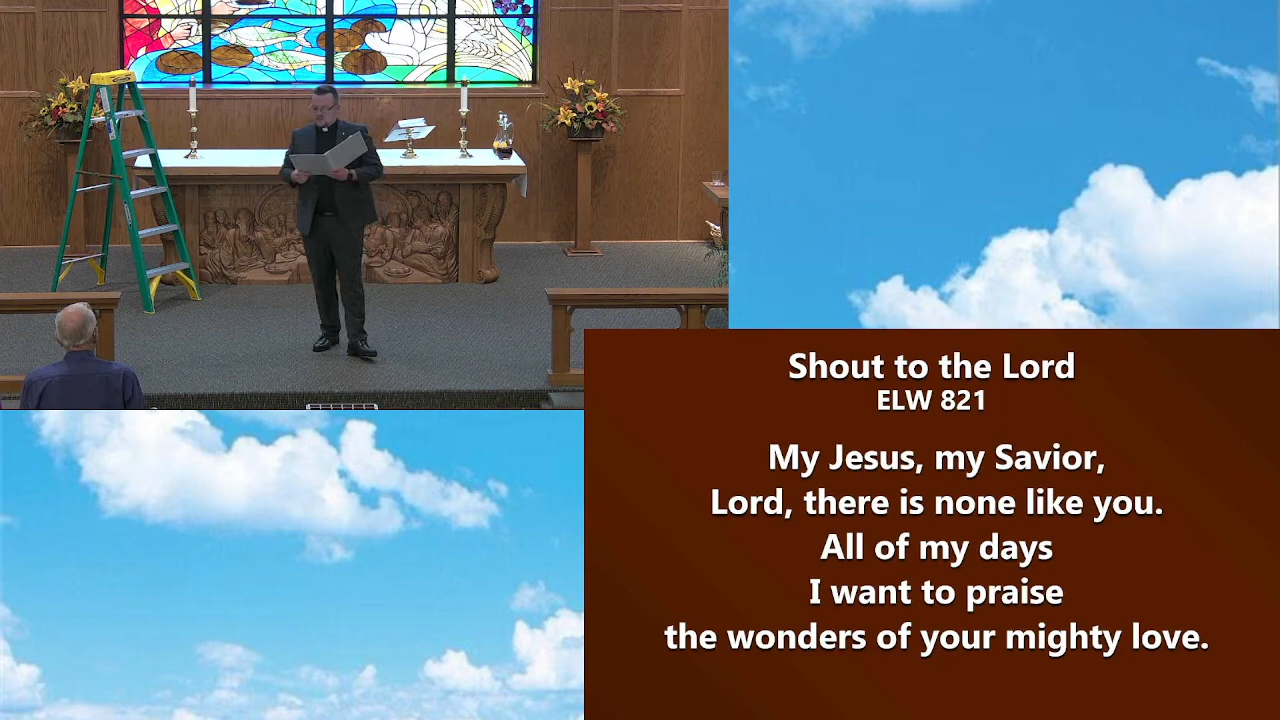 Shout to the Lord
ELW 821
My Jesus, my Savior,
Lord, there is none like you.
All of my days
I want to praise
the wonders of your mighty love.